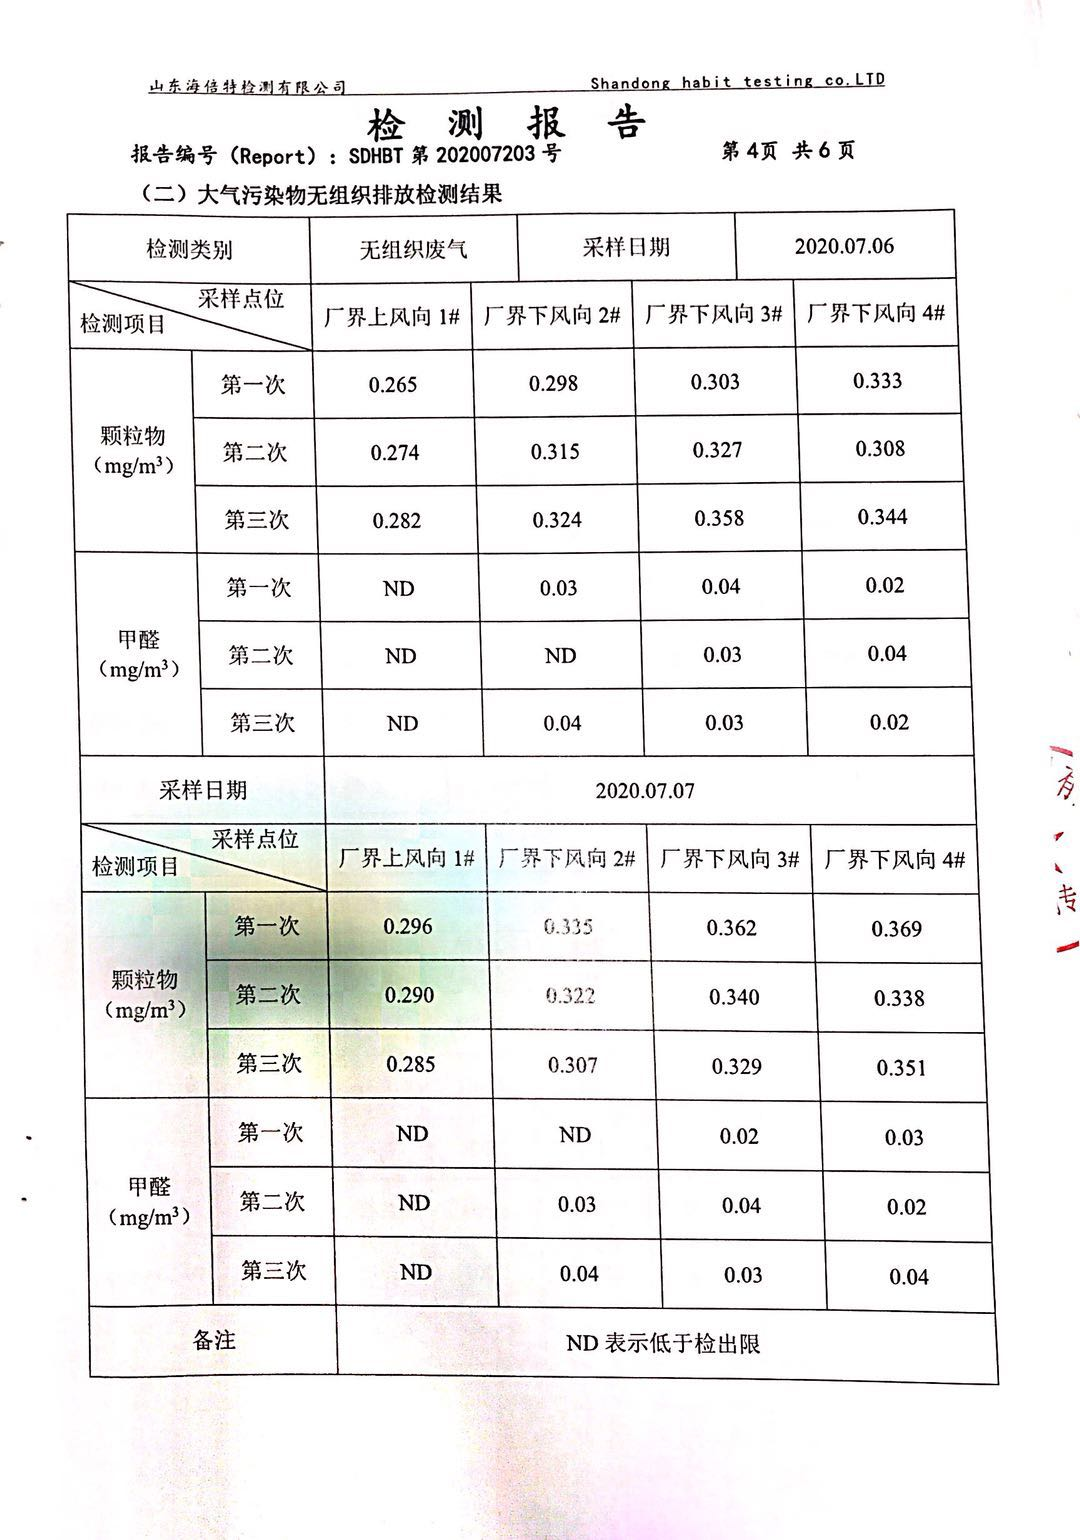 山东海倍特检测有限公司 Shandong habit testing co.LTD
检 测 报 告
报告编号（Report）：SDHBT 第 202007203 号 第 4页 共 6 页
（二）大气污染物无组织排放检测结果
检测类别 无组织废气 采样日期 2020.07.06
采样点位
检测项目 厂界上风向 1# 厂界下风向 2# 厂界下风向 3# 厂界下风向 4#
颗粒物
（mg/m³）
第一次 0.265 0.298 0.303 0.333
第二次 0.274 0.315 0.327 0.308
第三次 0.282 0.324 0.358 0.344
甲醛
（mg/m³）
第一次 ND 0.03 0.04 0.02
第二次 ND ND 0.03 0.04
第三次 ND 0.04 0.03 0.02
采样日期 2020.07.07
采样点位
检测项目 厂界上风向 1# 厂界下风向 2# 厂界下风向 3# 厂界下风向 4#
颗粒物
（mg/m³）
第一次 0.296 0.335 0.362 0.369
第二次 0.290 0.322 0.340 0.338
第三次 0.285 0.307 0.329 0.351
甲醛
（mg/m³）
第一次 ND ND 0.02 0.03
第二次 ND 0.03 0.04 0.02
第三次 ND 0.04 0.03 0.04
备注 ND 表示低于检出限